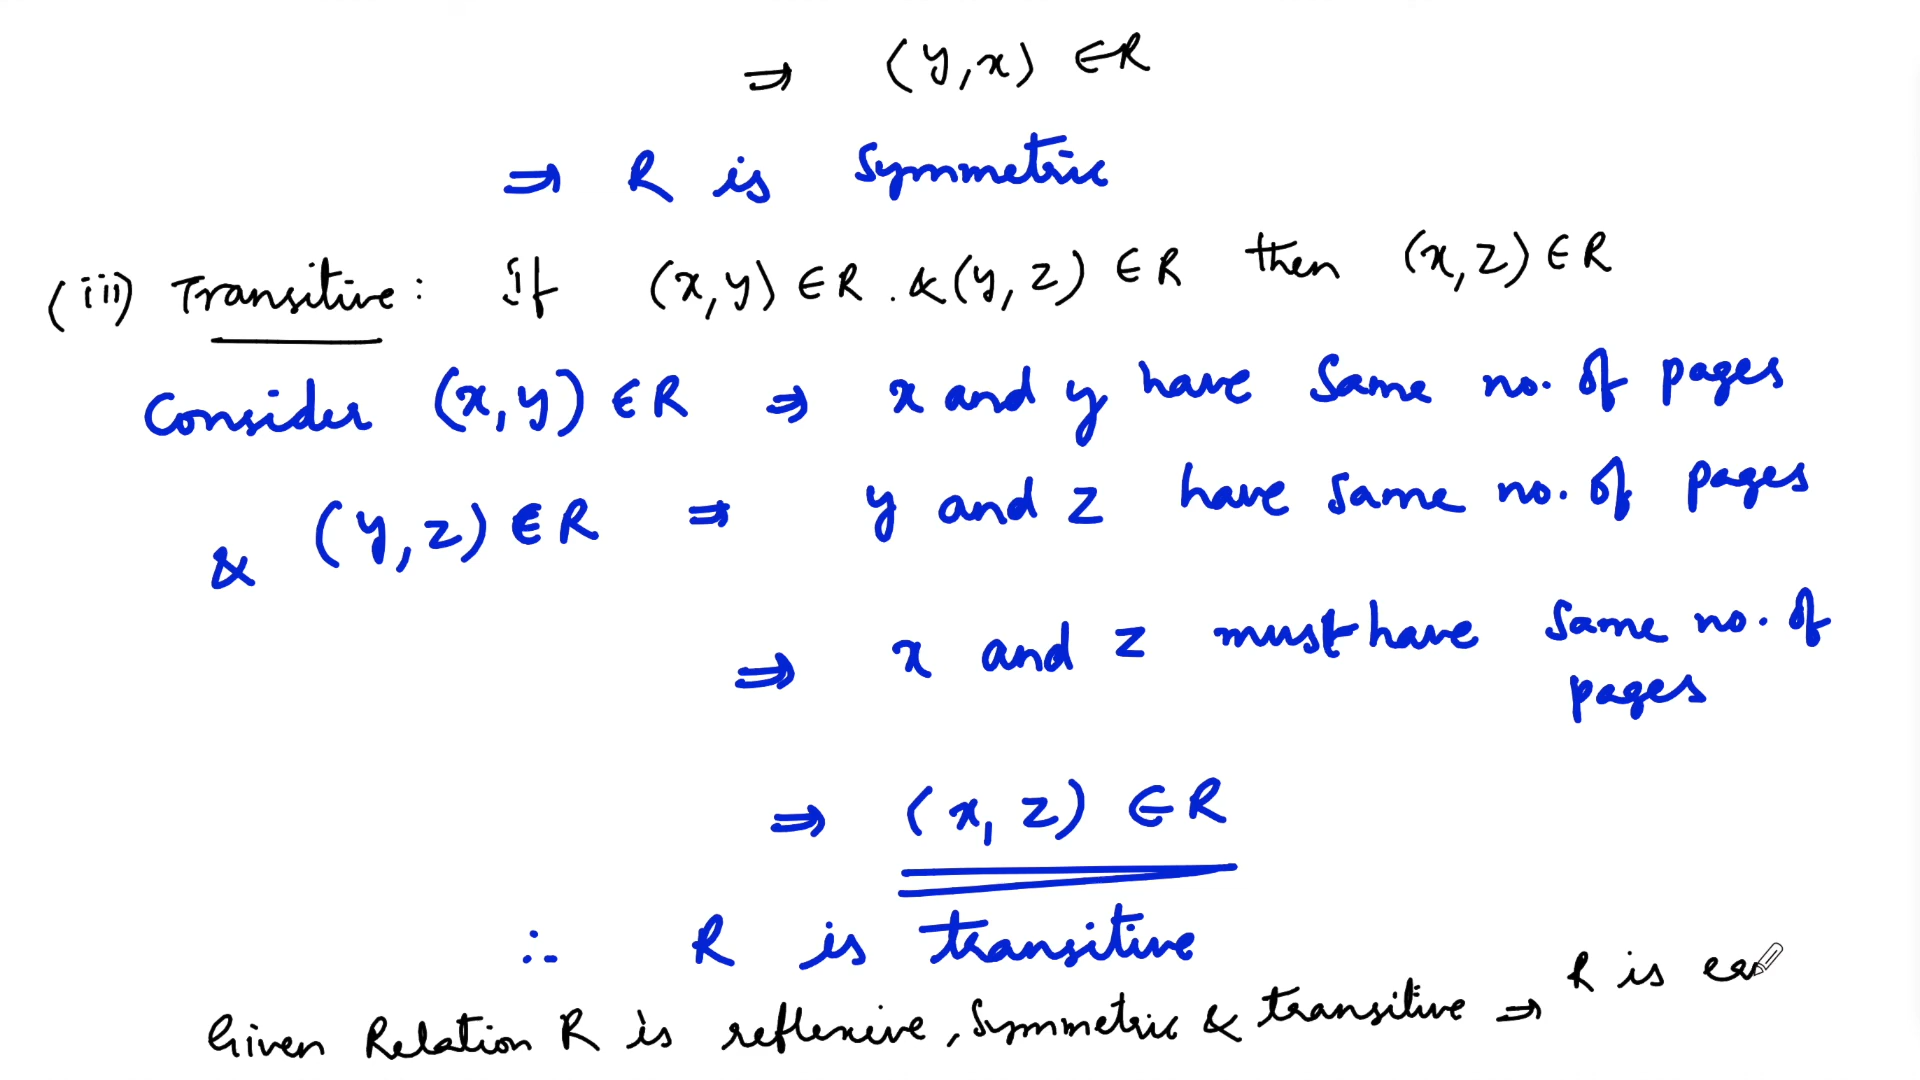 ⇒ (y,x) ∈R
⇒ R is Symmetric
(iii) Transitive: If (x,y) ∈R . &(y,z) ∈R then (x,z) ∈R
Consider (x,y) ∈R ⇒ x and y have Same no. of pages
& (y,z) ∈R ⇒ y and z have same no. of pages
⇒ x and z must have Same no. of
pages
⇒ (x,z) ∈R
∴ R is transitive
Given Relation R is reflexive, Symmetric & transitive ⇒ R is